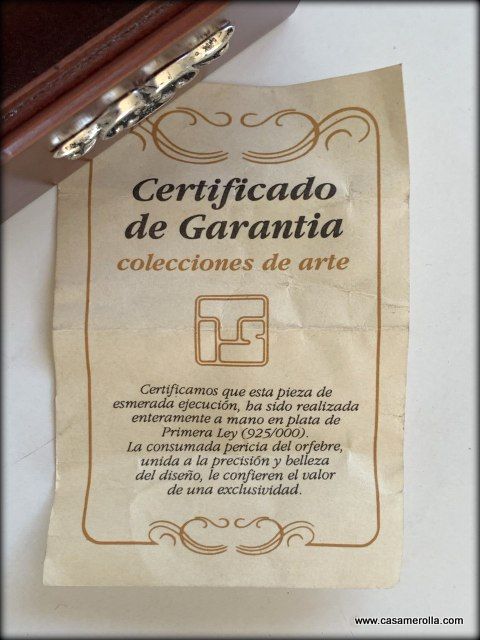 Certificado
de Garantia
colecciones de arte
Certificamos que esta pieza de
esmerada ejecución, ha sido realizada
enteramente a mano en plata de
Primera Ley (925/000).
La consumada pericia del orfebre,
unida a la precisión y belleza
del diseño, le confieren el valor
de una exclusividad.
www.casamerolla.com